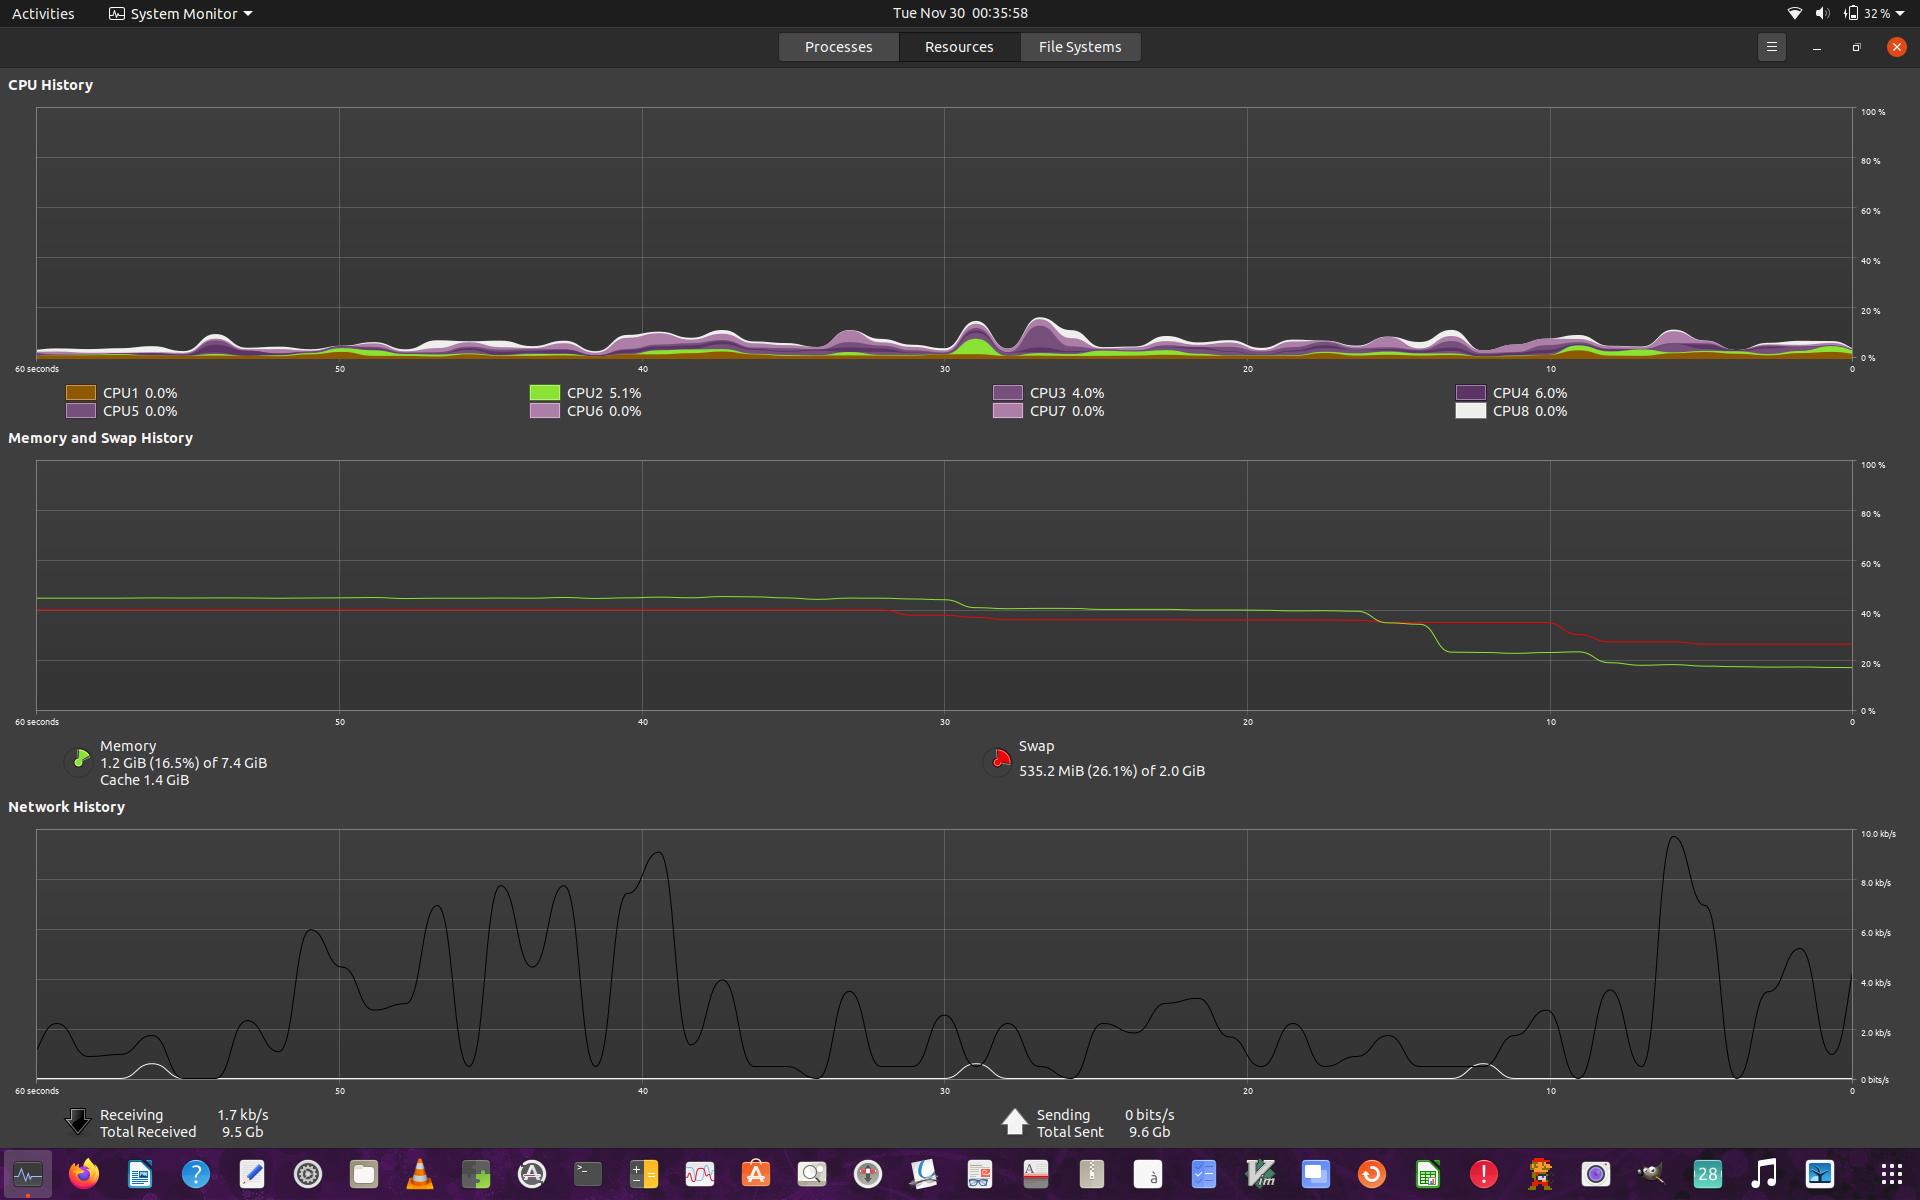 Activities System Monitor Tue Nov 30 00:35:58 32 %
Processes Resources File Systems
CPU History
100 %
80 %
60 %
40 %
20 %
0 %
60 seconds 50 40 30 20 10 0
CPU1 0.0% CPU2 5.1% CPU3 4.0% CPU4 6.0%
CPU5 0.0% CPU6 0.0% CPU7 0.0% CPU8 0.0%
Memory and Swap History
100 %
80 %
60 %
40 %
20 %
0 %
60 seconds 50 40 30 20 10 0
Memory
1.2 GiB (16.5%) of 7.4 GiB
Cache 1.4 GiB
Swap
535.2 MiB (26.1%) of 2.0 GiB
Network History
10.0 kb/s
8.0 kb/s
6.0 kb/s
4.0 kb/s
2.0 kb/s
0 bits/s
60 seconds 50 40 30 20 10 0
Receiving 1.7 kb/s
Total Received 9.5 Gb
Sending 0 bits/s
Total Sent 9.6 Gb
28